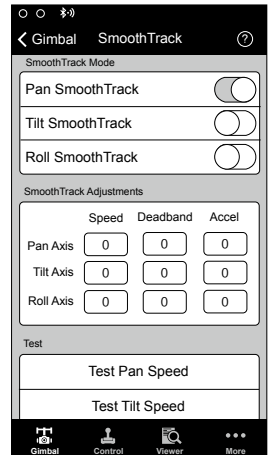 Gimbal SmoothTrack ?
SmoothTrack Mode
Pan SmoothTrack
Tilt SmoothTrack
Roll SmoothTrack
SmoothTrack Adjustments
Speed Deadband Accel
Pan Axis 0 0 0
Tilt Axis 0 0 0
Roll Axis 0 0 0
Test
Test Pan Speed
Test Tilt Speed
Gimbal Control Viewer More